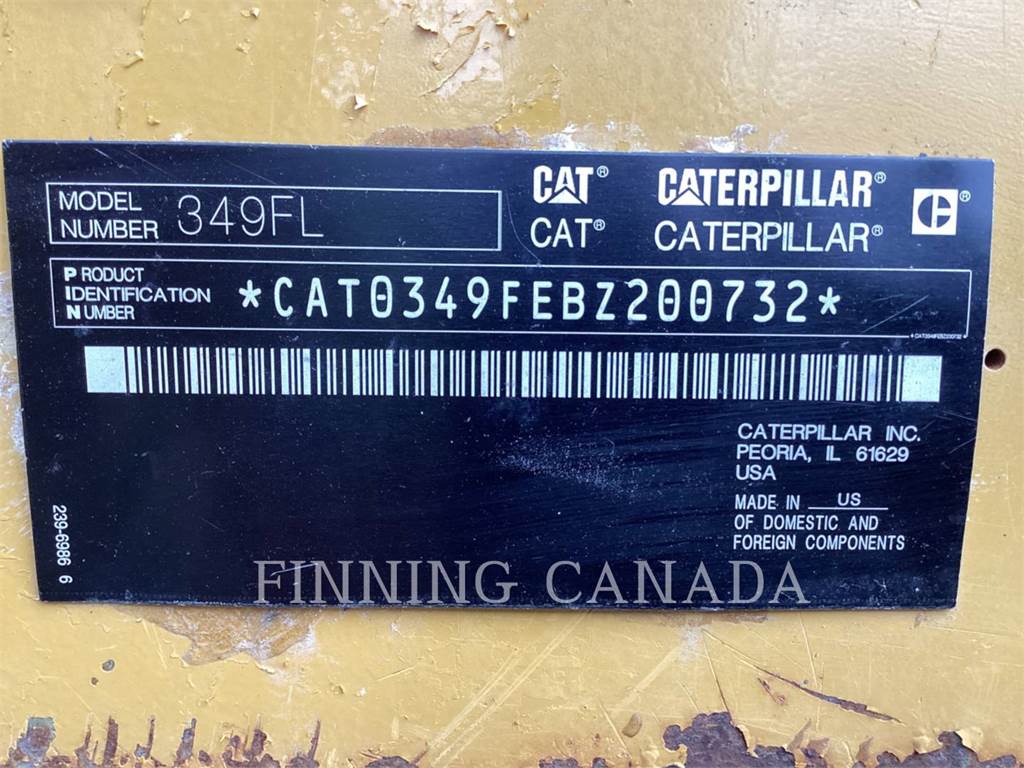 MODEL
NUMBER 349FL
CAT® CATERPILLAR®
CAT® CATERPILLAR®
PRODUCT
IDENTIFICATION
NUMBER
*CAT0349FEBZ200732*
CATERPILLAR INC.
PEORIA, IL 61629
USA
MADE IN US
OF DOMESTIC AND
FOREIGN COMPONENTS
239-6986 6
FINNING CANADA